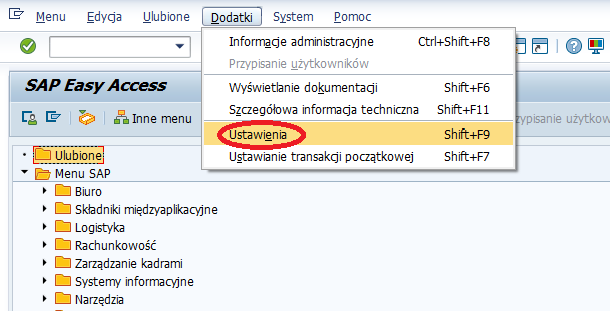 Menu Edycja Ulubione Dodatki System Pomoc
Informacje administracyjne Ctrl+Shift+F8
Przypisanie użytkowników
Wyświetlanie dokumentacji Shift+F6
Szczegółowa informacja techniczna Shift+F11
Ustawienia Shift+F9
Ustawianie transakcji początkowej Shift+F7
SAP Easy Access
Inne menu
rzypisanie użytkow
Ulubione
Menu SAP
Biuro
Składniki międzyaplikacyjne
Logistyka
Rachunkowość
Zarządzanie kadrami
Systemy informacyjne
Narzędzia